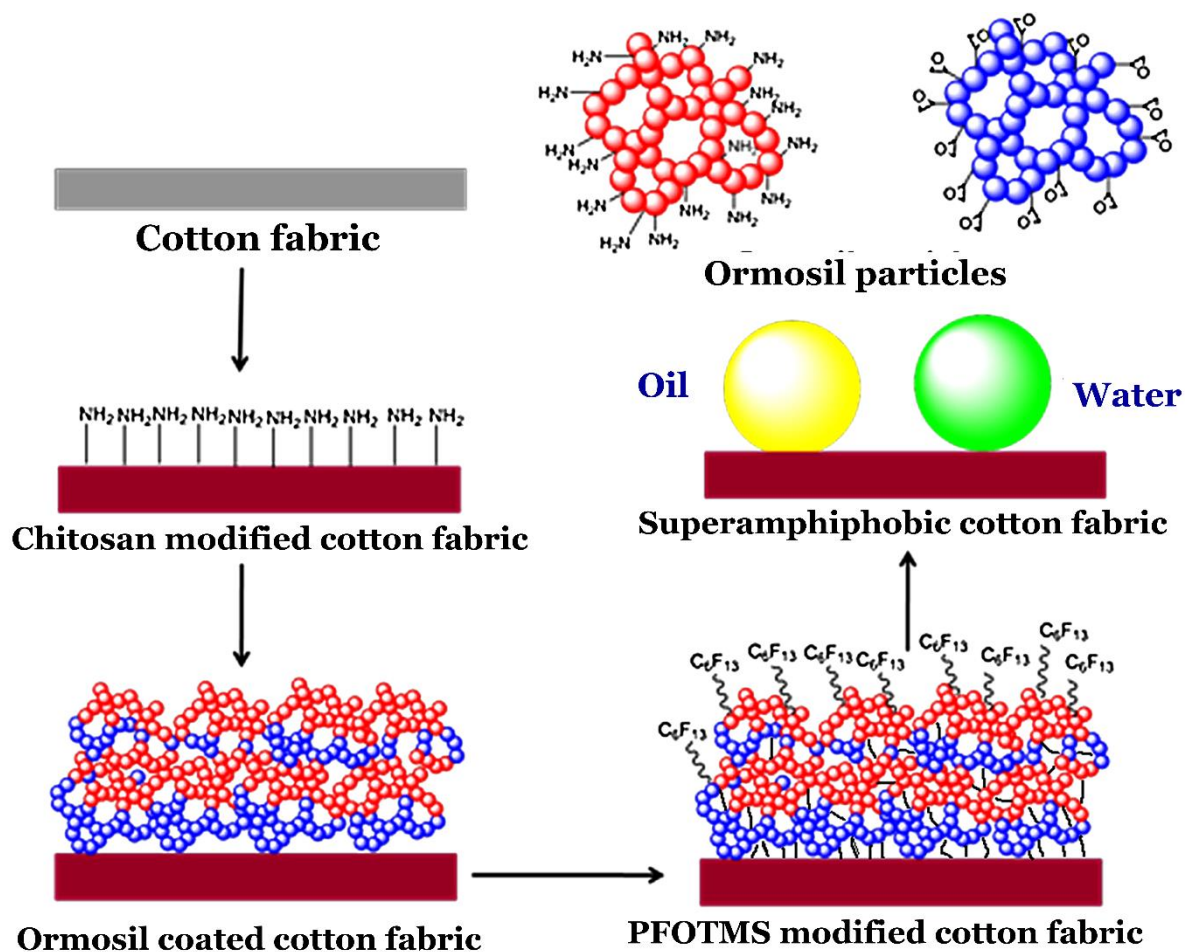 NH2
NH2
H2N
NH2
H2N
NH2
NH2
NH2
NH2
H2N
H2N
NH2
H2N
NH2
NH2
NH2
H2N
Cotton fabric
Ormosil particles
Oil
Water
NH2 NH2 NH2 NH2 NH2 NH2 NH2 NH2 NH2 NH2
Chitosan modified cotton fabric
Superamphiphobic cotton fabric
C6F13 C6F13 C6F13 C6F13 C6F13 C6F13 C6F13 C6F13
C6F13
Ormosil coated cotton fabric
PFOTMS modified cotton fabric